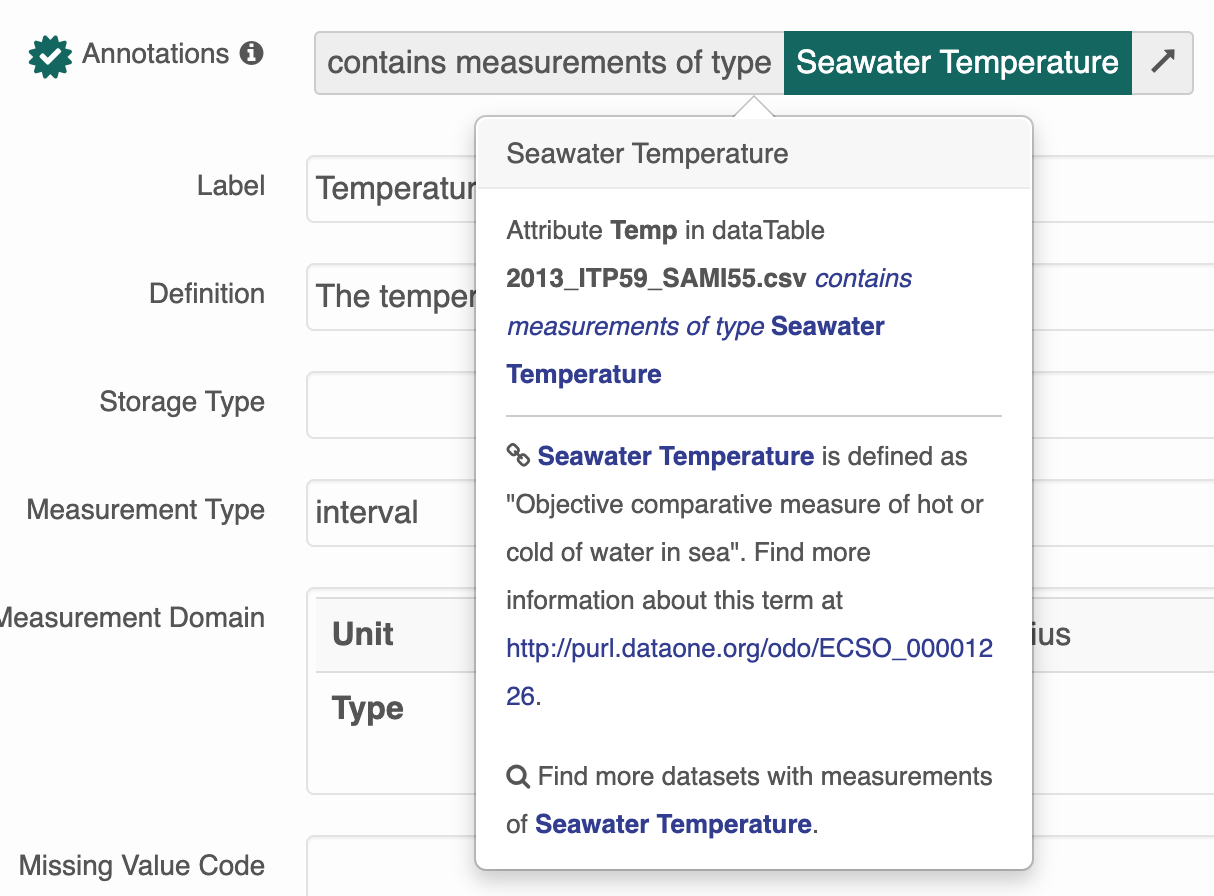 Annotations
contains measurements of type Seawater Temperature
Seawater Temperature
Attribute Temp in dataTable
2013_ITP59_SAMI55.csv contains
measurements of type Seawater
Temperature
Seawater Temperature is defined as
"Objective comparative measure of hot or
cold of water in sea". Find more
information about this term at
http://purl.dataone.org/odo/ECSO_000012
26.
Find more datasets with measurements
of Seawater Temperature.
Label
Temperatur
Definition
The temper
Storage Type
Measurement Type
interval
Measurement Domain
Unit
ius
Type
Missing Value Code